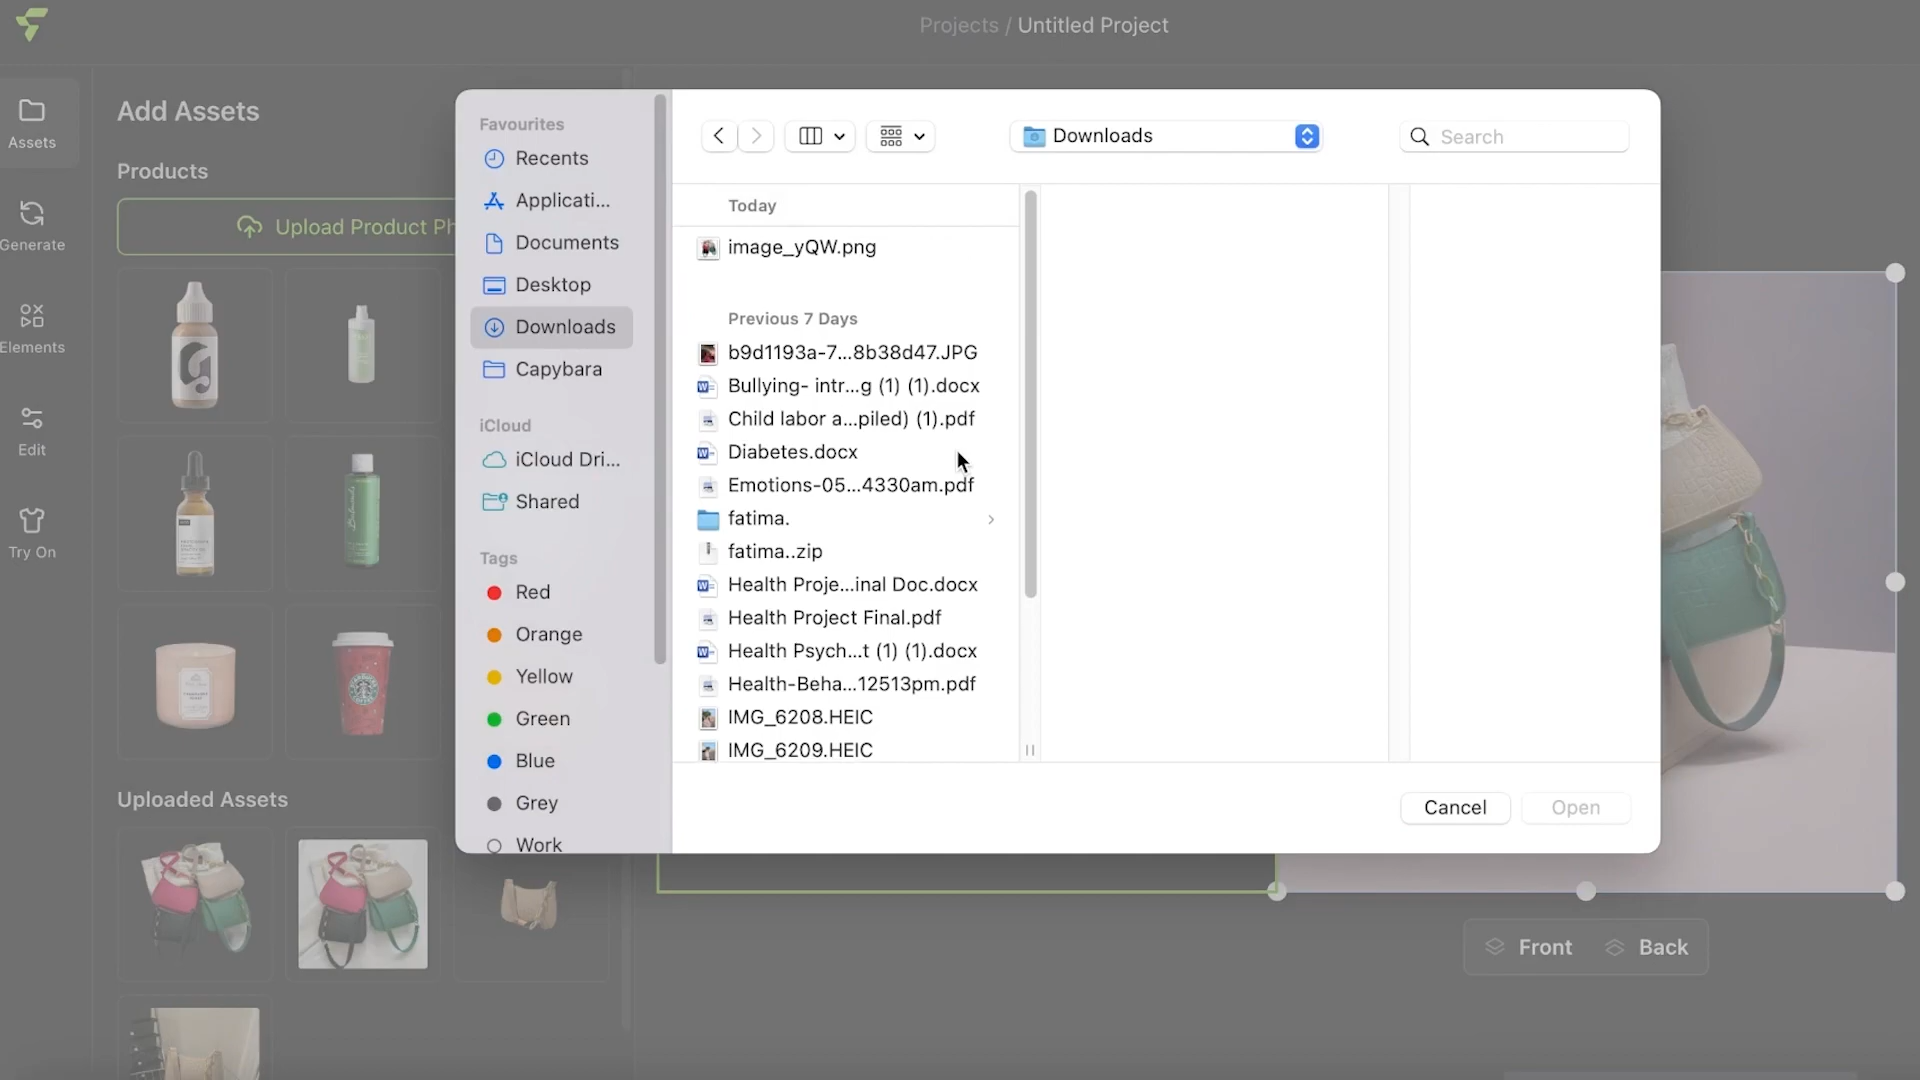 Projects / Untitled Project
Assets
Generate
Elements
Edit
Try On
Add Assets
Products
Upload Product Ph
Uploaded Assets
Favourites
Recents
Applicati...
Documents
Desktop
Downloads
Capybara
iCloud
iCloud Dri...
Shared
Tags
Red
Orange
Yellow
Green
Blue
Grey
Work
Downloads
Search
Today
image_yQW.png
Previous 7 Days
b9d1193a-7...8b38d47.JPG
Bullying- intr...g (1) (1).docx
Child labor a...piled) (1).pdf
Diabetes.docx
Emotions-05...4330am.pdf
fatima.
fatima..zip
Health Proje...inal Doc.docx
Health Project Final.pdf
Health Psych...t (1) (1).docx
Health-Beha...12513pm.pdf
IMG_6208.HEIC
IMG_6209.HEIC
Cancel
Open
Front
Back